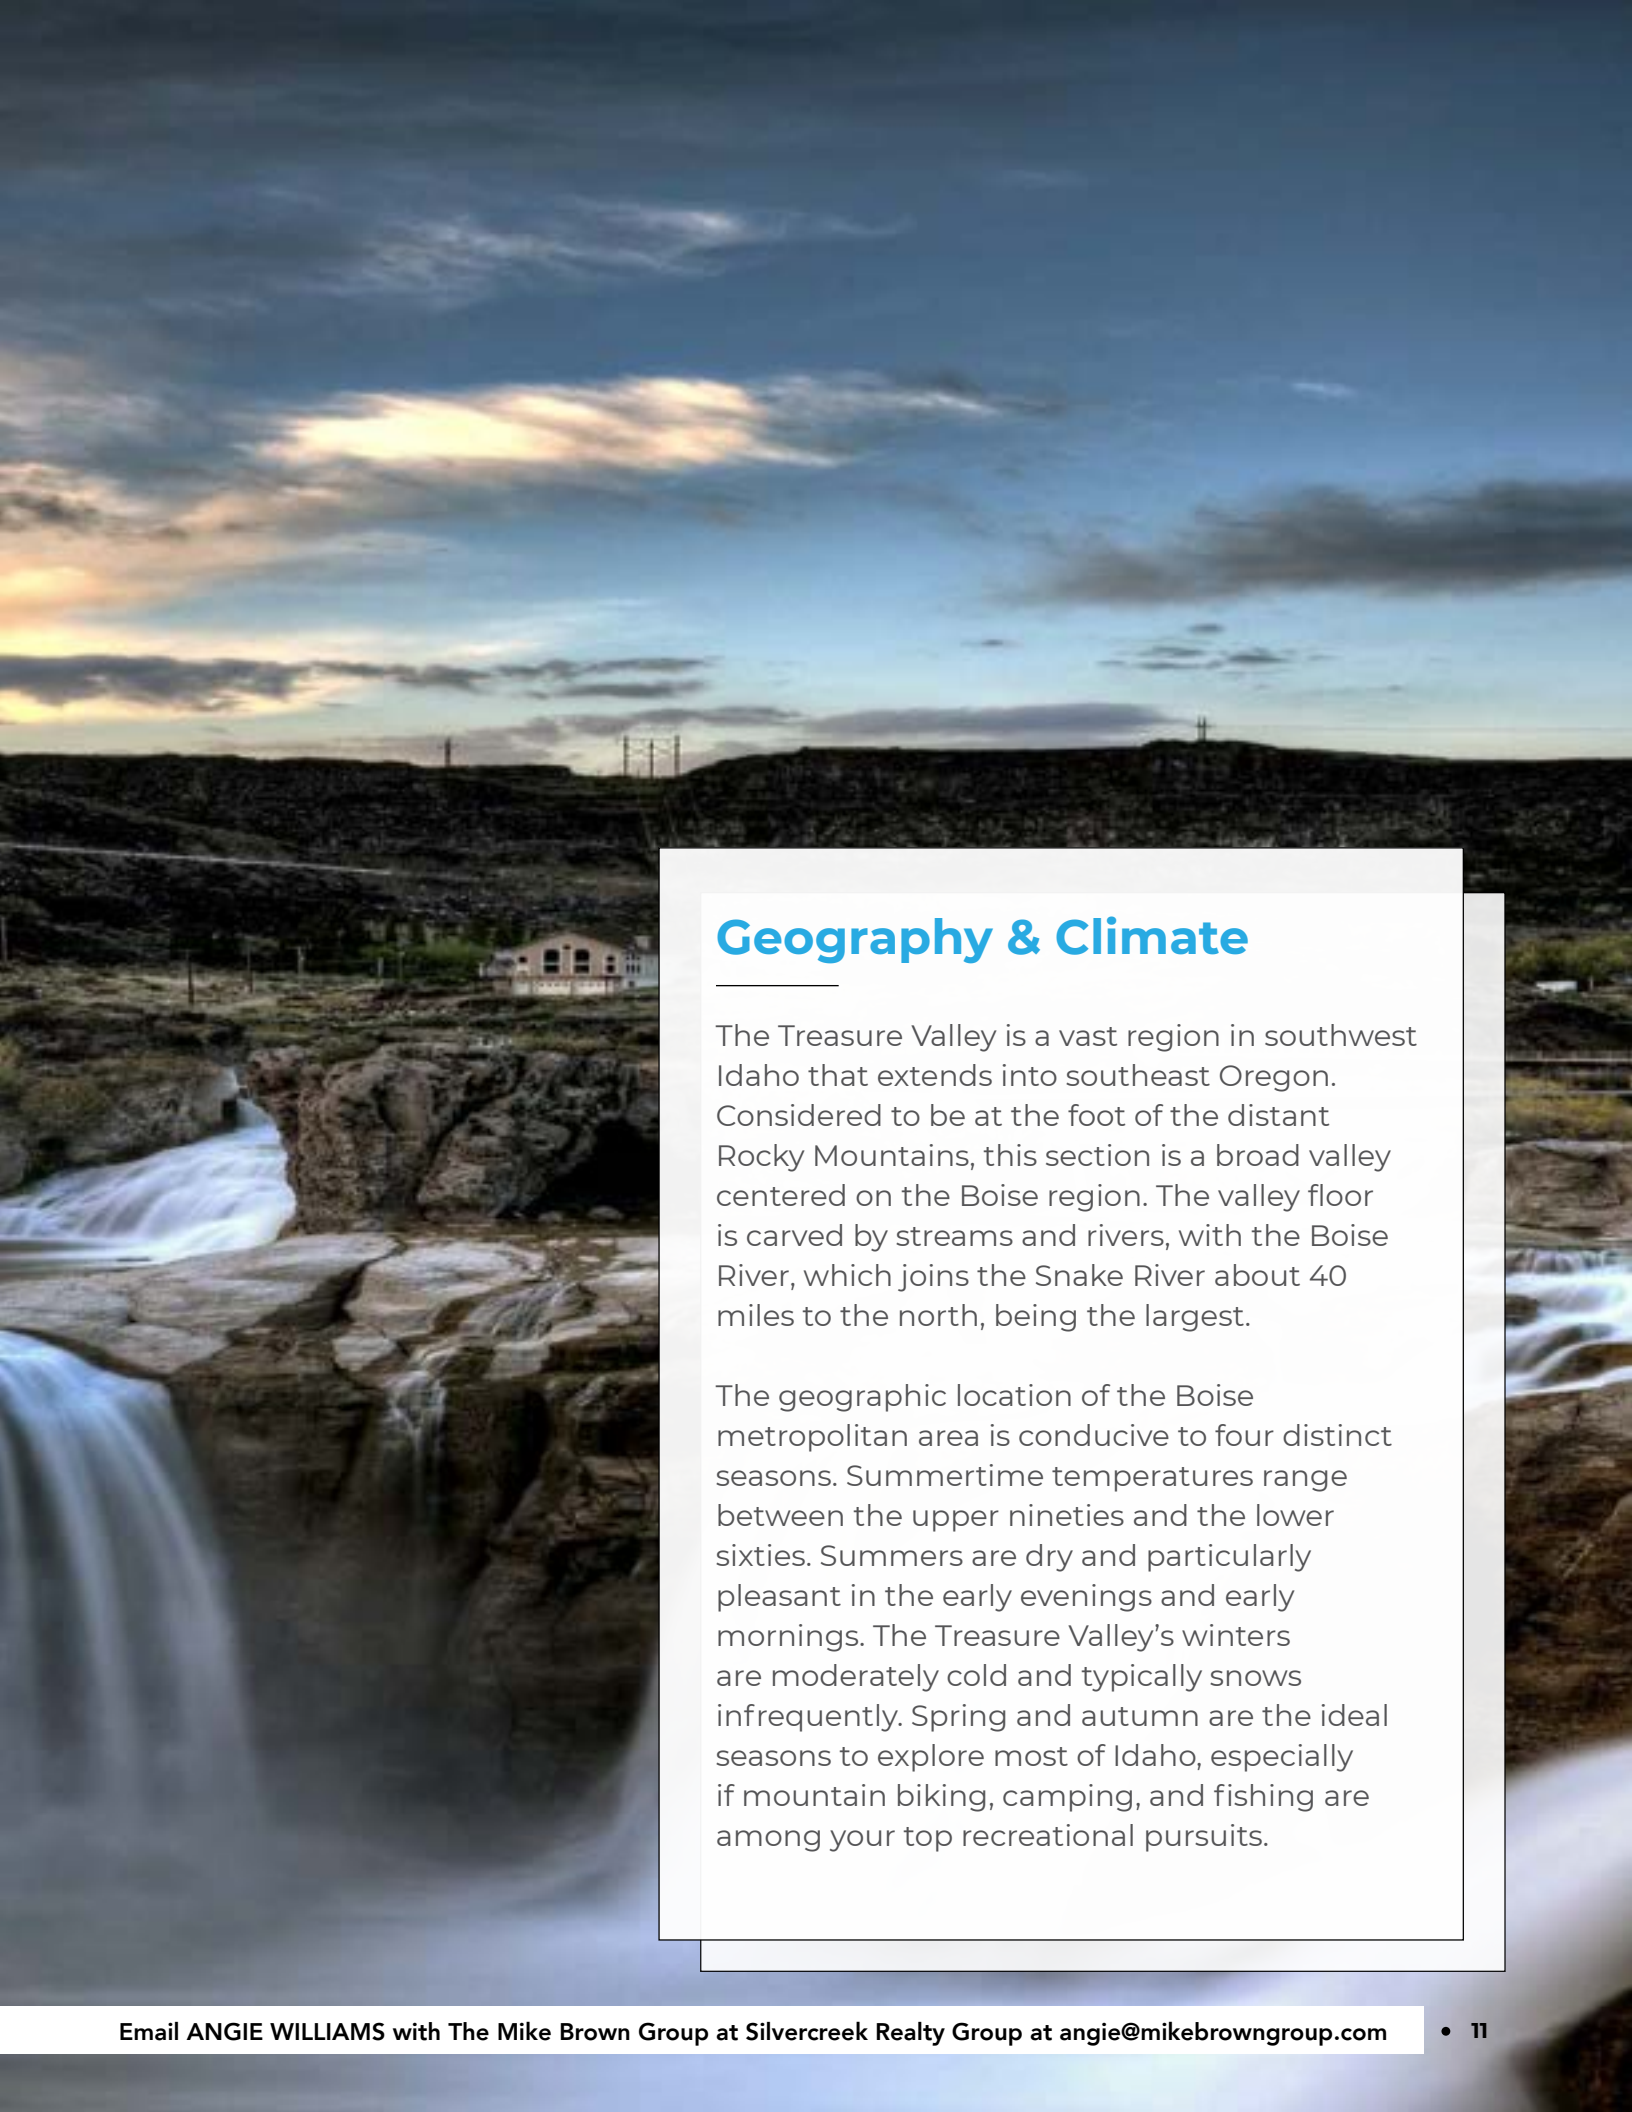 Geography & Climate
The Treasure Valley is a vast region in southwest
Idaho that extends into southeast Oregon.
Considered to be at the foot of the distant
Rocky Mountains, this section is a broad valley
centered on the Boise region. The valley floor
is carved by streams and rivers, with the Boise
River, which joins the Snake River about 40
miles to the north, being the largest.
The geographic location of the Boise
metropolitan area is conducive to four distinct
seasons. Summertime temperatures range
between the upper nineties and the lower
sixties. Summers are dry and particularly
pleasant in the early evenings and early
mornings. The Treasure Valley’s winters
are moderately cold and typically snows
infrequently. Spring and autumn are the ideal
seasons to explore most of Idaho, especially
if mountain biking, camping, and fishing are
among your top recreational pursuits.
Email ANGIE WILLIAMS with The Mike Brown Group at Silvercreek Realty Group at angie@mikebrowngroup.com • 11